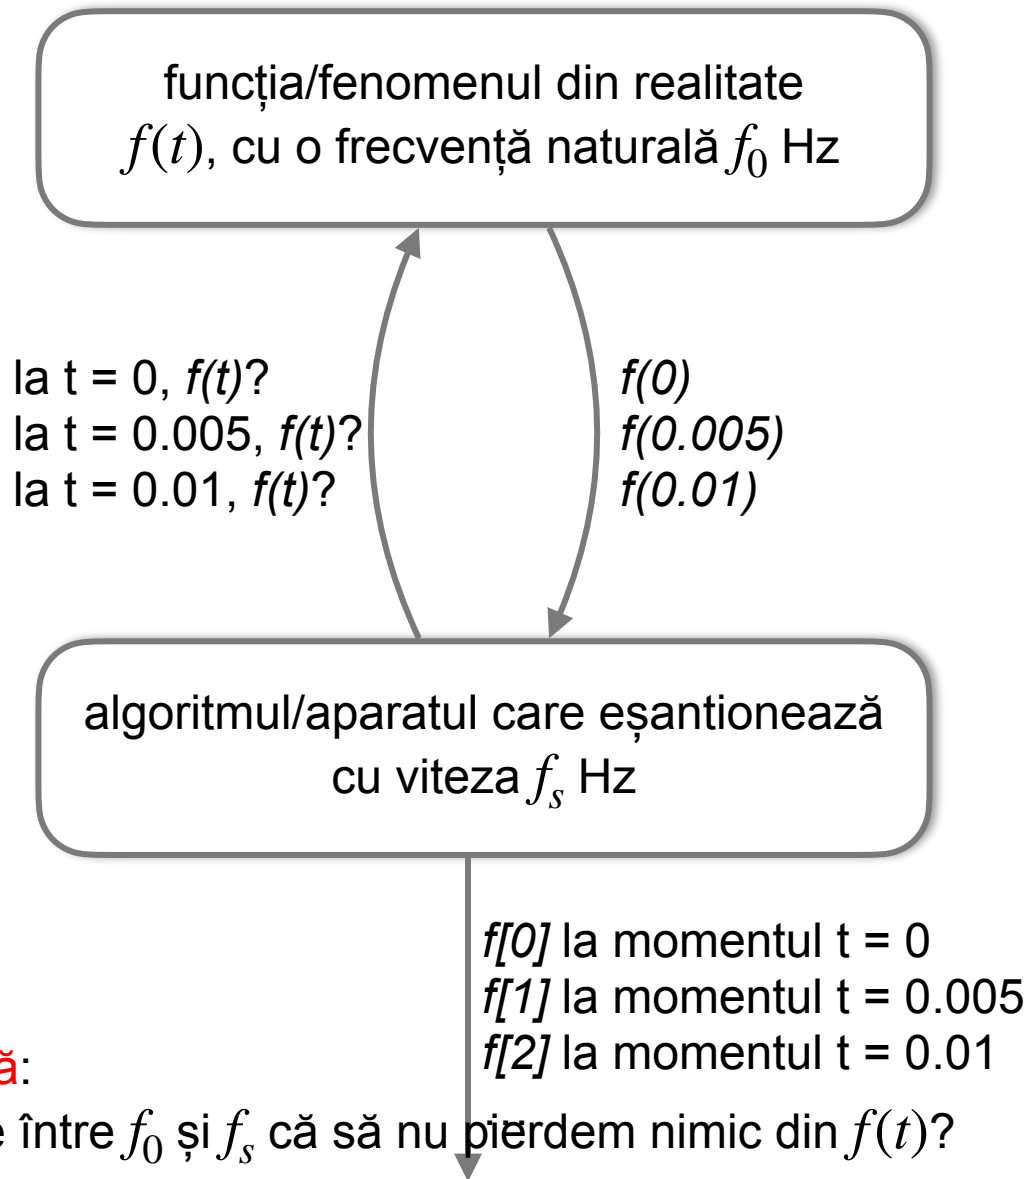 funcția/fenomenul din realitate
f(t), cu o frecvență naturală f₀ Hz
la t = 0, f(t)?
la t = 0.005, f(t)?
la t = 0.01, f(t)?
f(0)
f(0.005)
f(0.01)
algoritmul/aparatul care eșantionează
cu viteza fₛ Hz
f[0] la momentul t = 0
f[1] la momentul t = 0.005
f[2] la momentul t = 0.01
ă:
e între f₀ și fₛ că să nu pierdem nimic din f(t)?